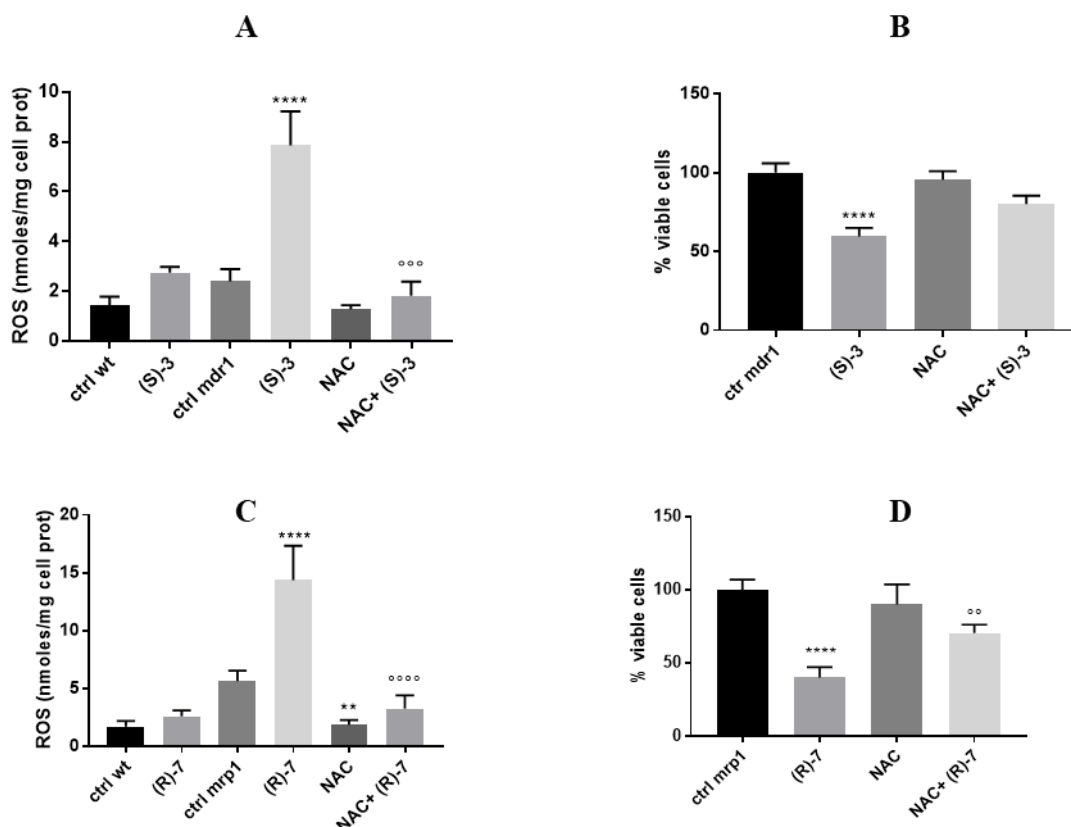 A
ROS (nmoles/mg cell prot)
10
8
6
4
2
0
****
°°°
ctrl wt
(S)-3
ctrl mdr1
(S)-3
NAC
NAC+ (S)-3
B
% viable cells
150
100
50
0
****
ctr mdr1
(S)-3
NAC
NAC+ (S)-3
C
ROS (nmoles/mg cell prot)
20
15
10
5
0
****
**
°°°°
ctrl wt
(R)-7
ctrl mrp1
(R)-7
NAC
NAC+ (R)-7
D
% viable cells
150
100
50
0
****
°°
ctrl mrp1
(R)-7
NAC
NAC+ (R)-7